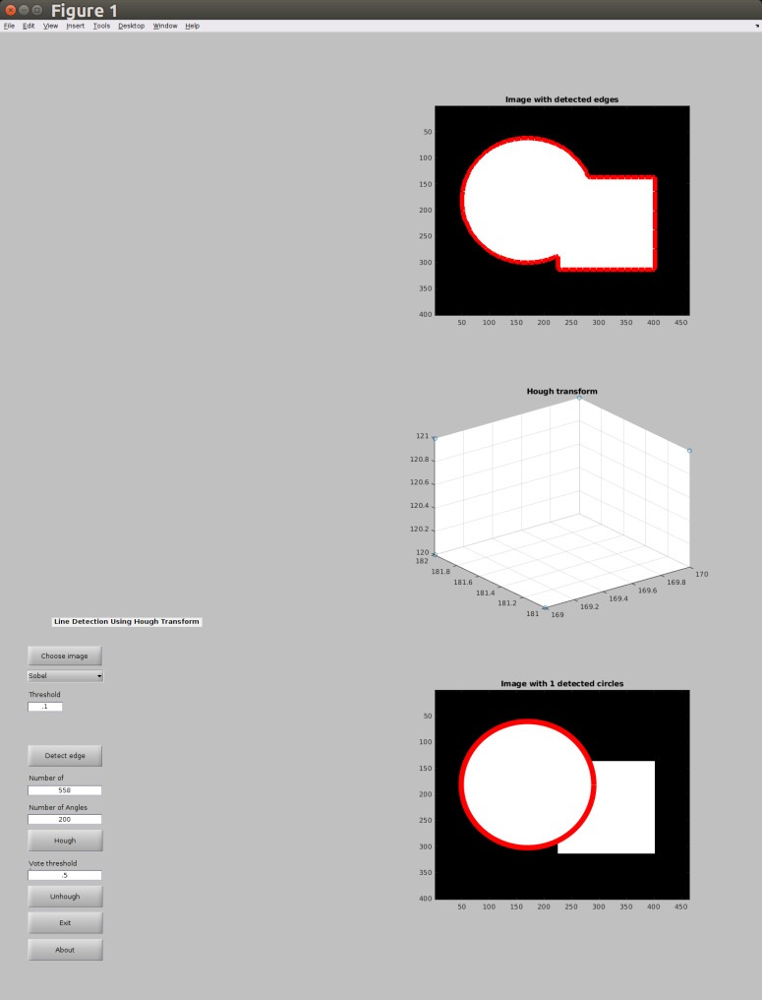 Figure 1
File Edit View Insert Tools Desktop Window Help
Image with detected edges
50
100
150
200
250
300
350
400
50 100 150 200 250 300 350 400 450
Hough transform
121
120.8
120.6
120.4
120.2
120
182
181.8
181.6
181.4
181.2
181
169
169.2
169.4
169.6
169.8
170
Line Detection Using Hough Transform
Choose image
Sobel
Threshold
.1
Detect edge
Number of
558
Number of Angles
200
Hough
Vote threshold
.5
Unhough
Exit
About
Image with 1 detected circles
50
100
150
200
250
300
350
400
50 100 150 200 250 300 350 400 450